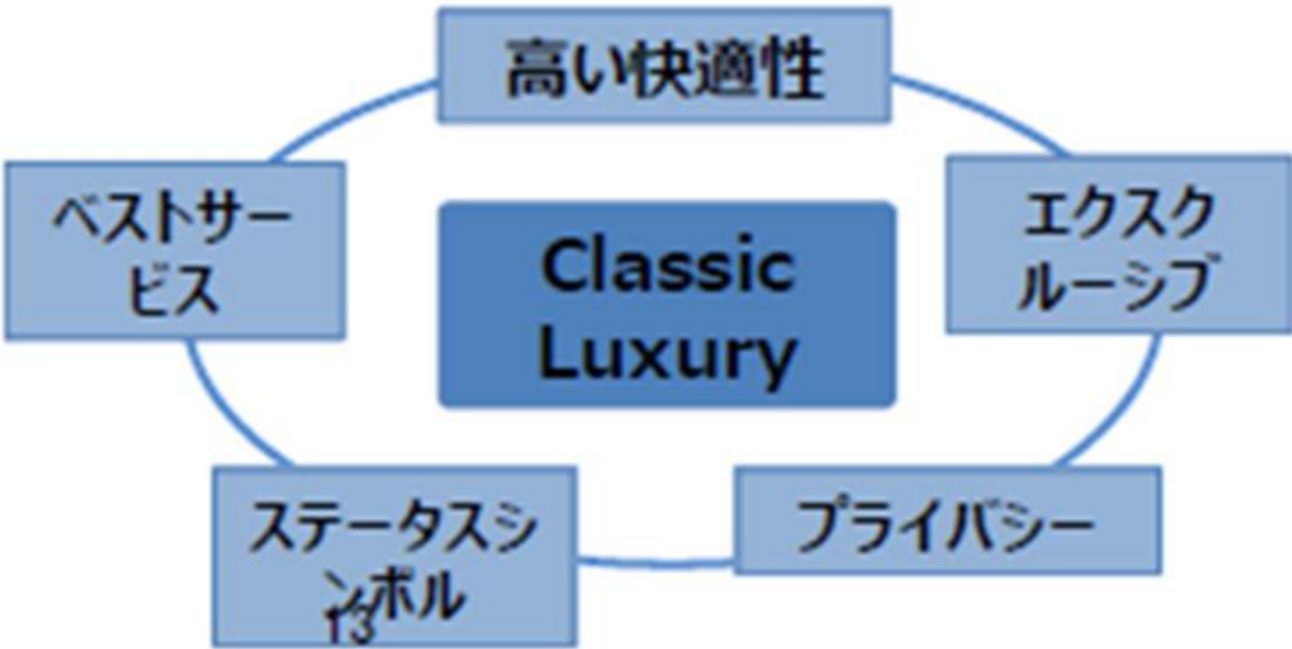 高い快適性
ベストサー
ビス
Classic
Luxury
エクスク
ルーシブ
ステータスシ
ンボル
13
プライバシー